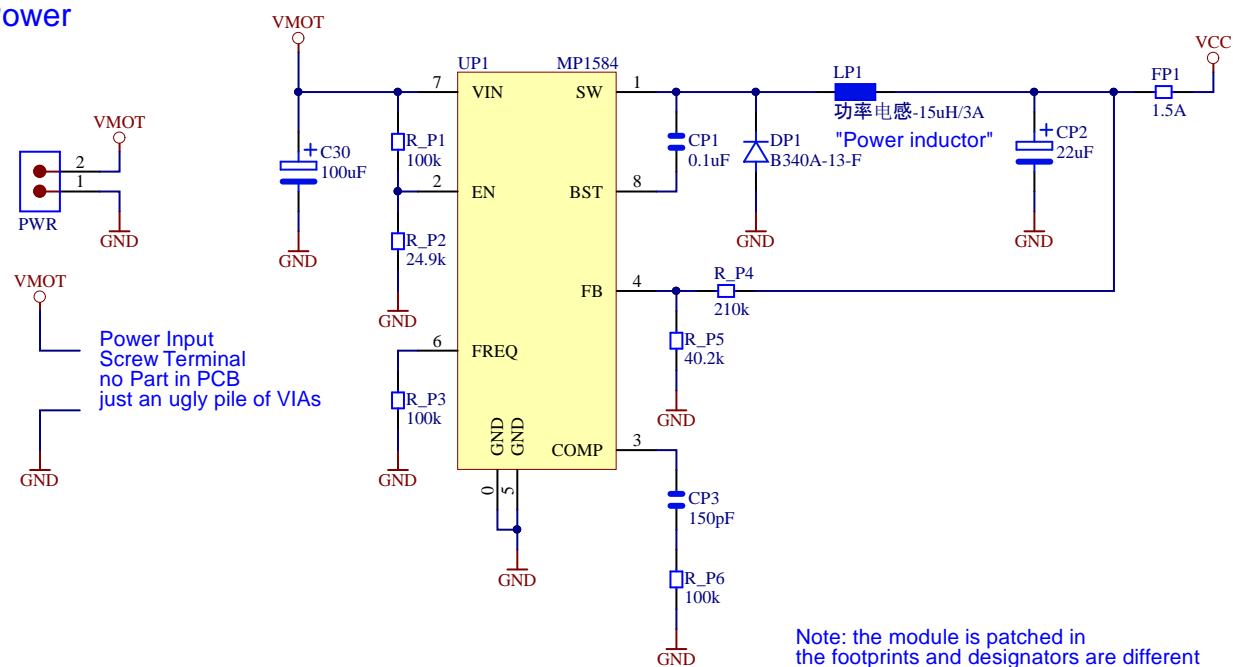 Power
VMOT
2
1
PWR
GND
VMOT
GND
Power Input
Screw Terminal
no Part in PCB
just an ugly pile of VIAs
VMOT
C30
100uF
GND
R_P1
100k
R_P2
24.9k
GND
R_P3
100k
GND
UP1
MP1584
7
VIN
SW
1
2
EN
BST
8
FB
4
6
FREQ
GND
GND
COMP
3
0
5
GND
CP1
0.1uF
DP1
B340A-13-F
GND
LP1
功率电感-15uH/3A
"Power inductor"
CP2
22uF
GND
FP1
1.5A
VCC
R_P4
210k
R_P5
40.2k
GND
CP3
150pF
R_P6
100k
GND
Note: the module is patched in
the footprints and designators are different